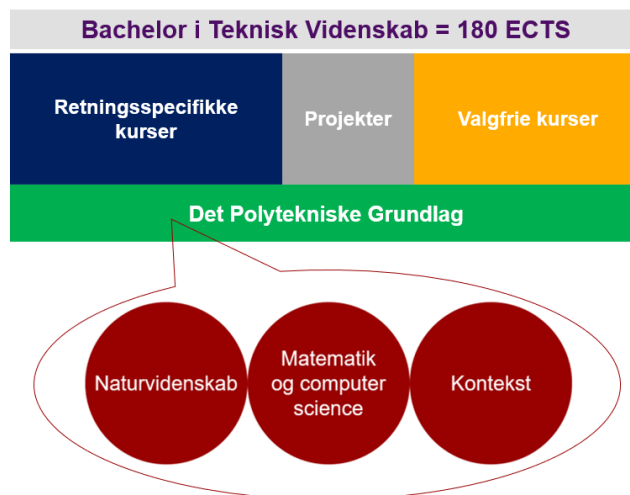 Bachelor i Teknisk Videnskab = 180 ECTS
Retningsspecifikke
kurser
Projekter
Valgfrie kurser
Det Polytekniske Grundlag
Naturvidenskab
Matematik
og computer
science
Kontekst